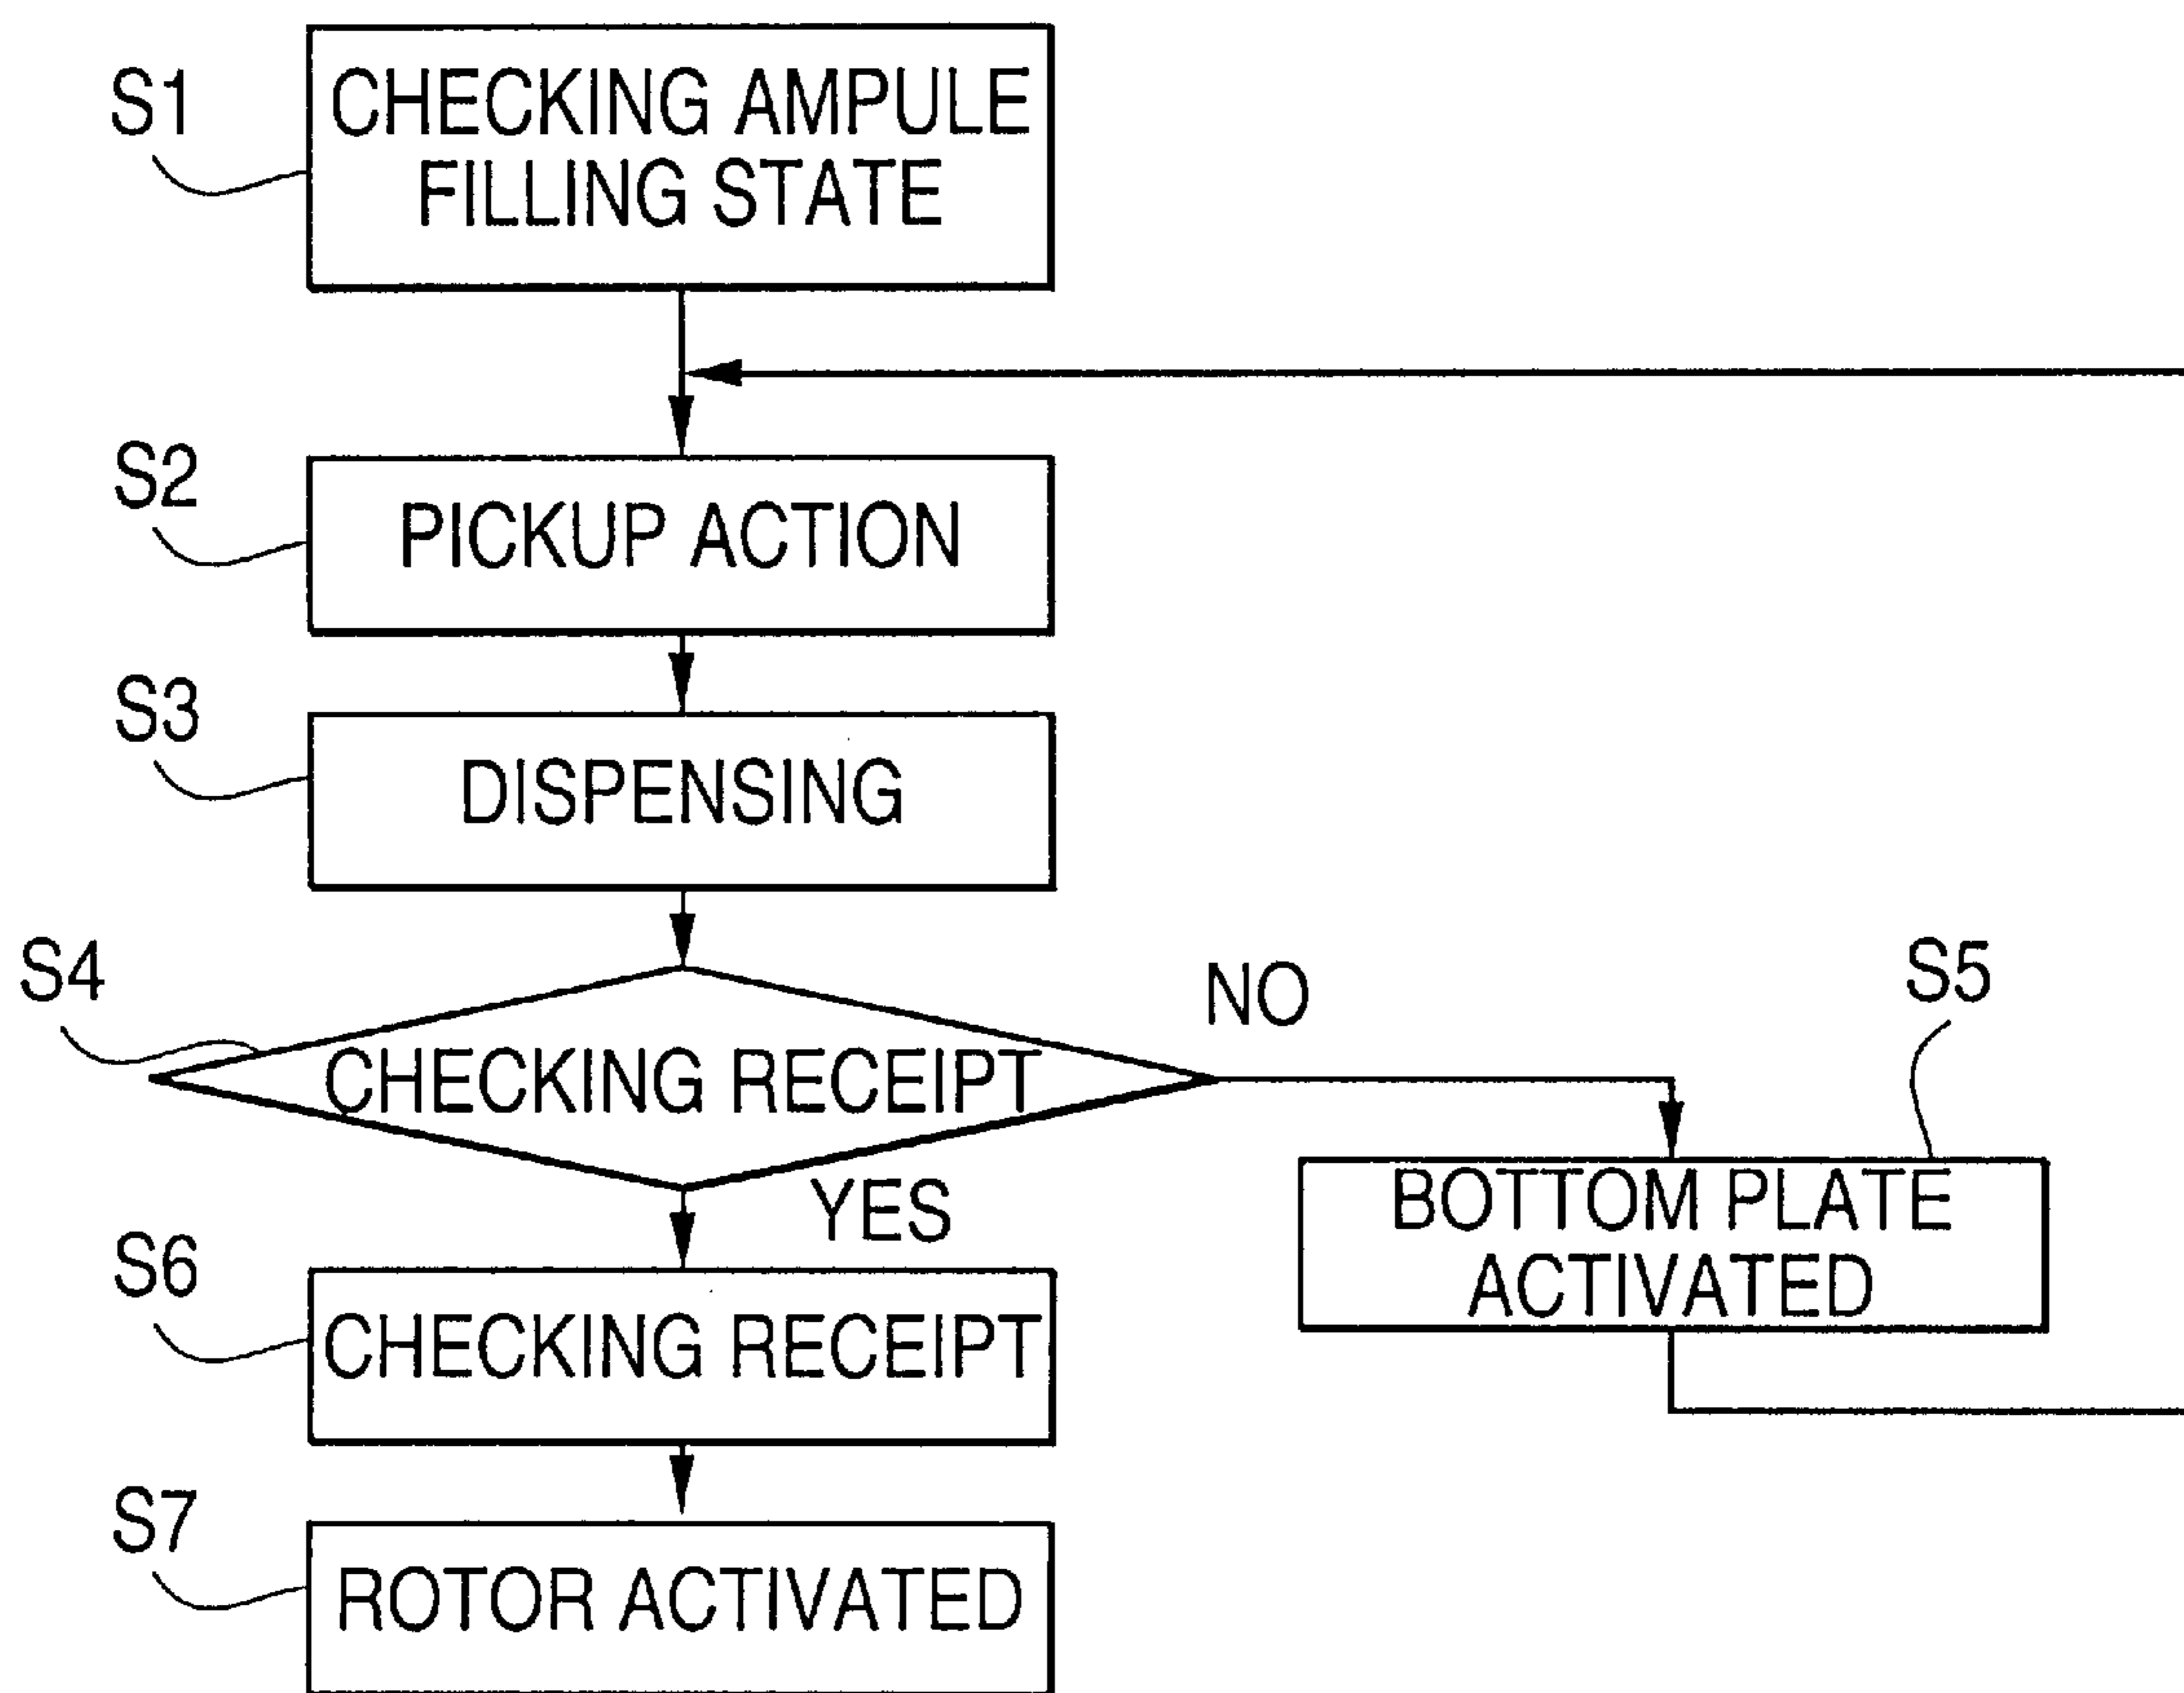 S1
CHECKING AMPULE
FILLING STATE
S2
PICKUP ACTION
S3
DISPENSING
S4
CHECKING RECEIPT
NO
S5
BOTTOM PLATE
ACTIVATED
YES
S6
CHECKING RECEIPT
S7
ROTOR ACTIVATED